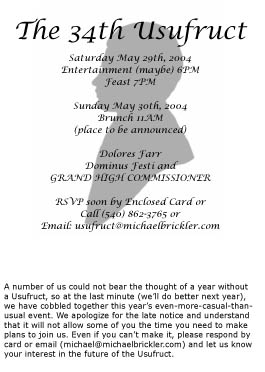 The 34th Usufruct
Saturday May 29th, 2004
Entertainment (maybe) 6PM
Feast 7PM
Sunday May 30th, 2004
Brunch 11AM
(place to be announced)
Dolores Farr
Dominus Festi and
GRAND HIGH COMMISSIONER
RSVP soon by Enclosed Card or
Call (540) 862-3765 or
Email: usufruct@michaelbrickler.com
A number of us could not bear the thought of a year without
a Usufruct, so at the last minute (we'll do better next year),
we have cobbled together this year's even-more-casual-than-
usual event. We apologize for the late notice and understand
that it will not allow some of you the time you need to make
plans to join us. Even if you can't make it, please respond by
card or email (michael@michaelbrickler.com) and let us know
your interest in the future of the Usufruct.